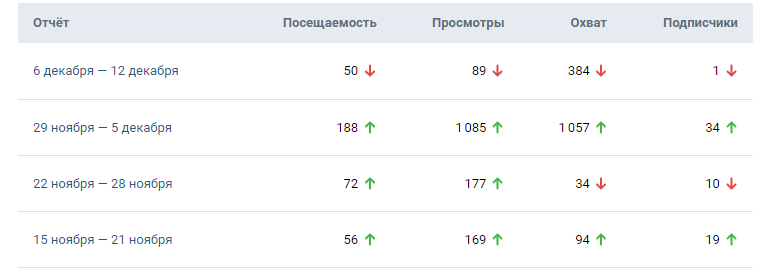 Отчёт Посещаемость Просмотры Охват Подписчики
6 декабря — 12 декабря 50 ↓ 89 ↓ 384 ↓ 1 ↓
29 ноября — 5 декабря 188 ↑ 1 085 ↑ 1 057 ↑ 34 ↑
22 ноября — 28 ноября 72 ↑ 177 ↑ 34 ↓ 10 ↓
15 ноября — 21 ноября 56 ↑ 169 ↑ 94 ↑ 19 ↑